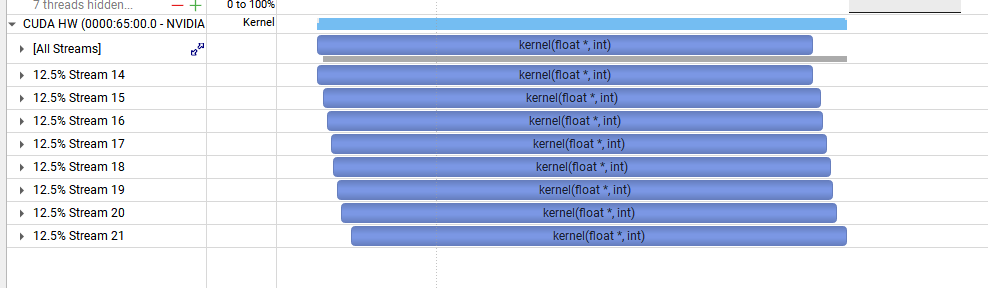 7 threads hidden... — + 0 to 100%
CUDA HW (0000:65:00.0 - NVIDIA Kernel
[All Streams] kernel(float *, int)
12.5% Stream 14 kernel(float *, int)
12.5% Stream 15 kernel(float *, int)
12.5% Stream 16 kernel(float *, int)
12.5% Stream 17 kernel(float *, int)
12.5% Stream 18 kernel(float *, int)
12.5% Stream 19 kernel(float *, int)
12.5% Stream 20 kernel(float *, int)
12.5% Stream 21 kernel(float *, int)